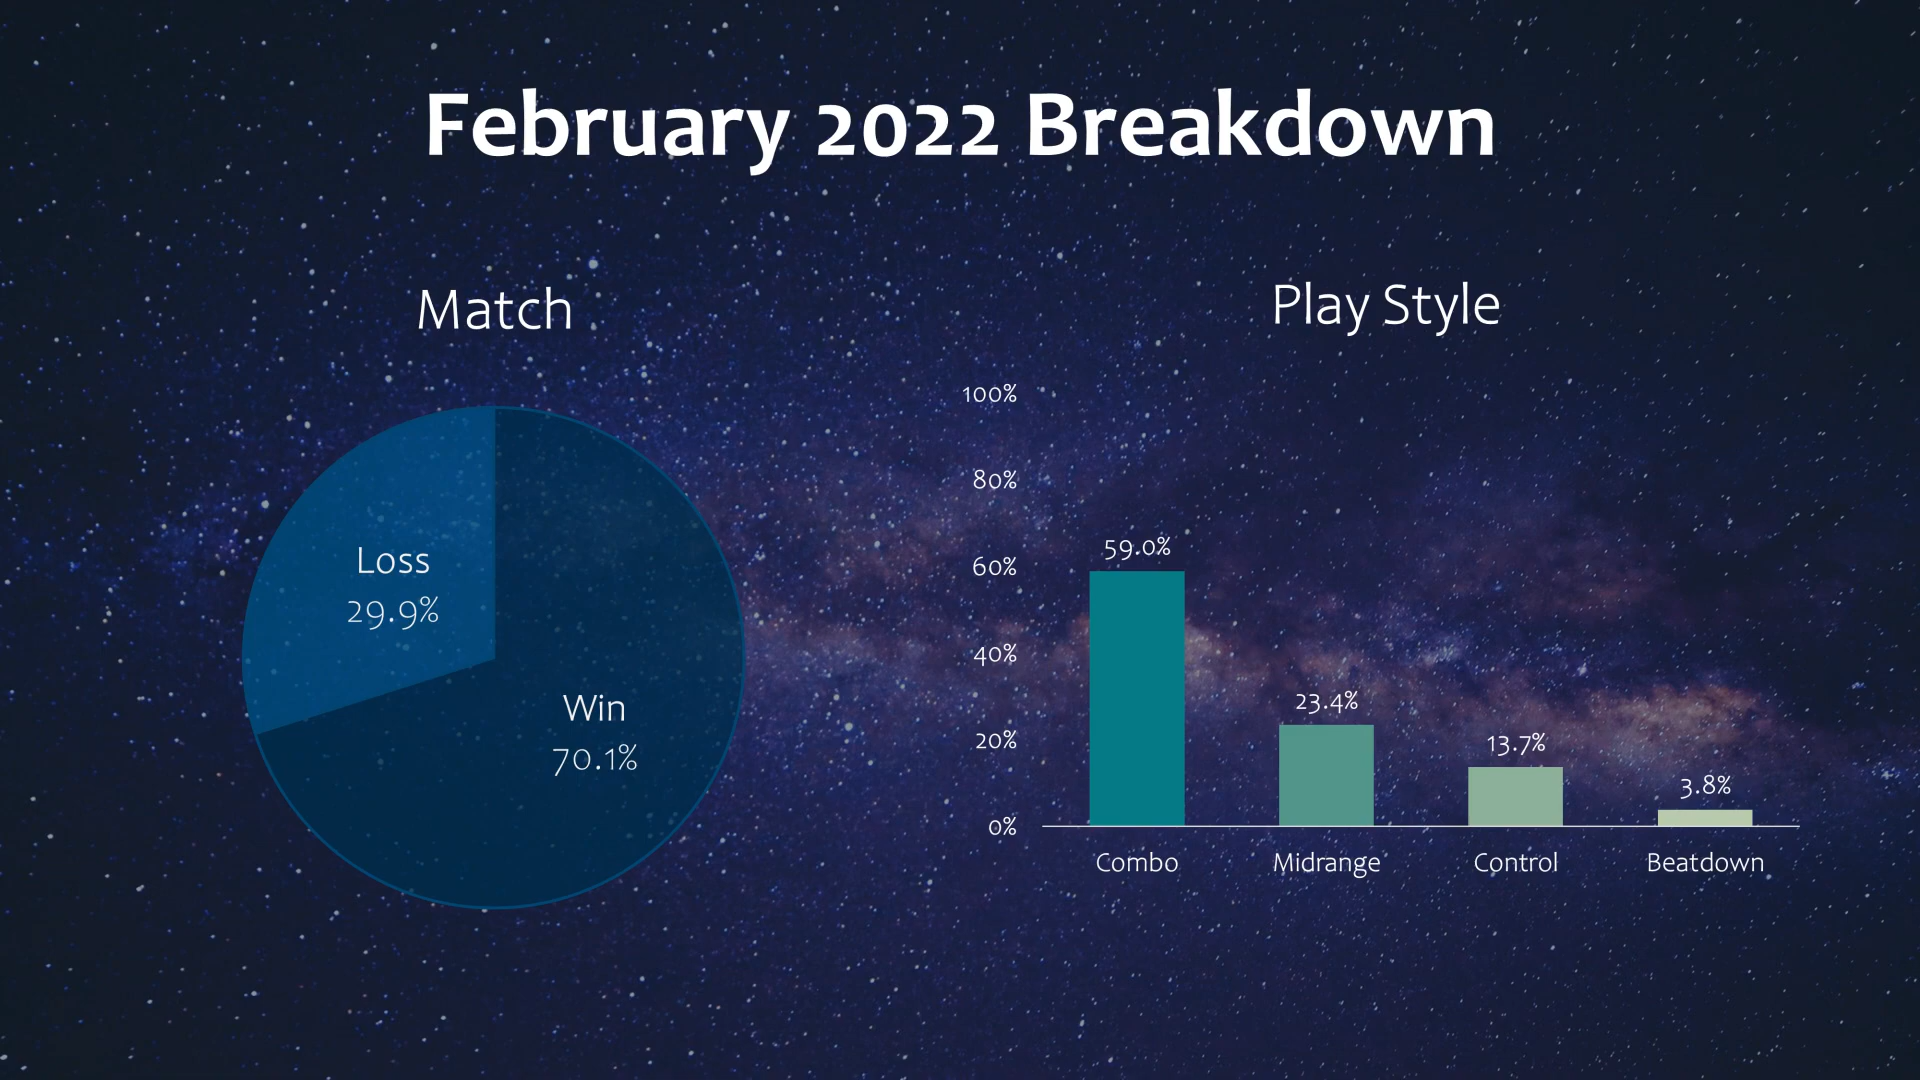 February 2022 Breakdown
Match
Loss
29.9%
Win
70.1%
Play Style
100%
80%
60%
40%
20%
0%
59.0%
23.4%
13.7%
3.8%
Combo
Midrange
Control
Beatdown